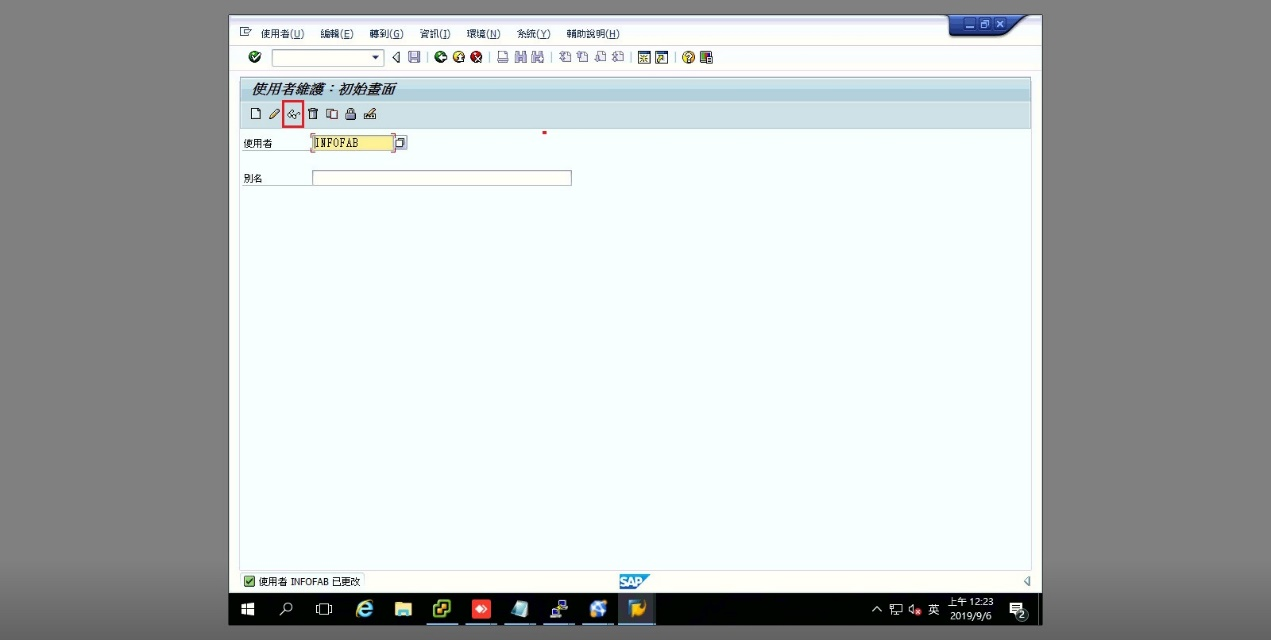 使用者(U) 編輯(E) 轉到(G) 資訊(I) 環境(N) 系統(Y) 輔助說明(H)
使用者維護：初始畫面
使用者 INFOFAB
別名
使用者 INFOFAB 已更改
SAP
英
上午 12:23
2019/9/6
2